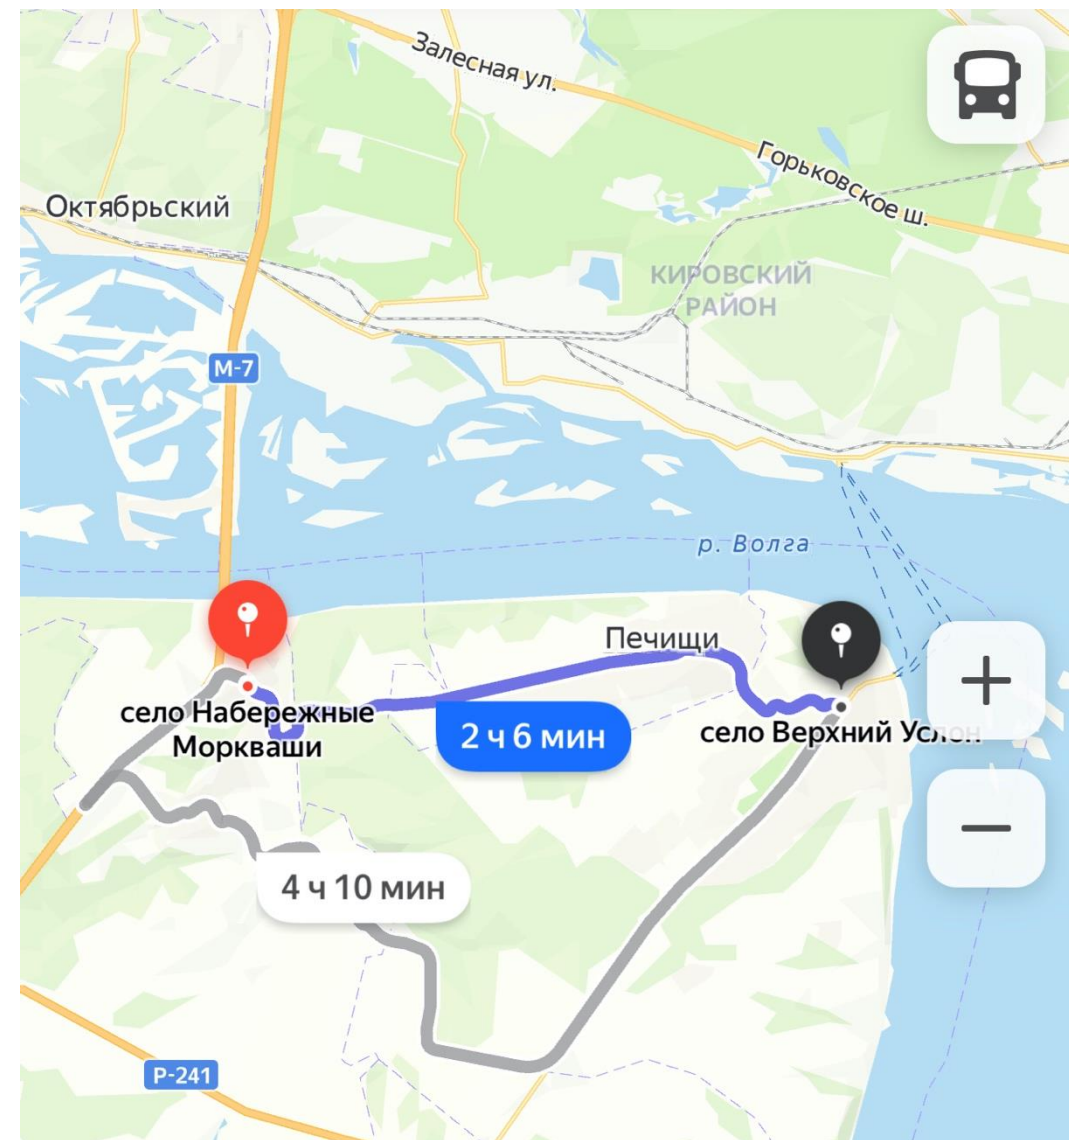 Залесная ул.
Горьковское ш.
Октябрьский
КИРОВСКИЙ
РАЙОН
М-7
р. Волга
Печищи
село Набережные
Моркваши
2 ч 6 мин
село Верхний Услон
4 ч 10 мин
Р-241